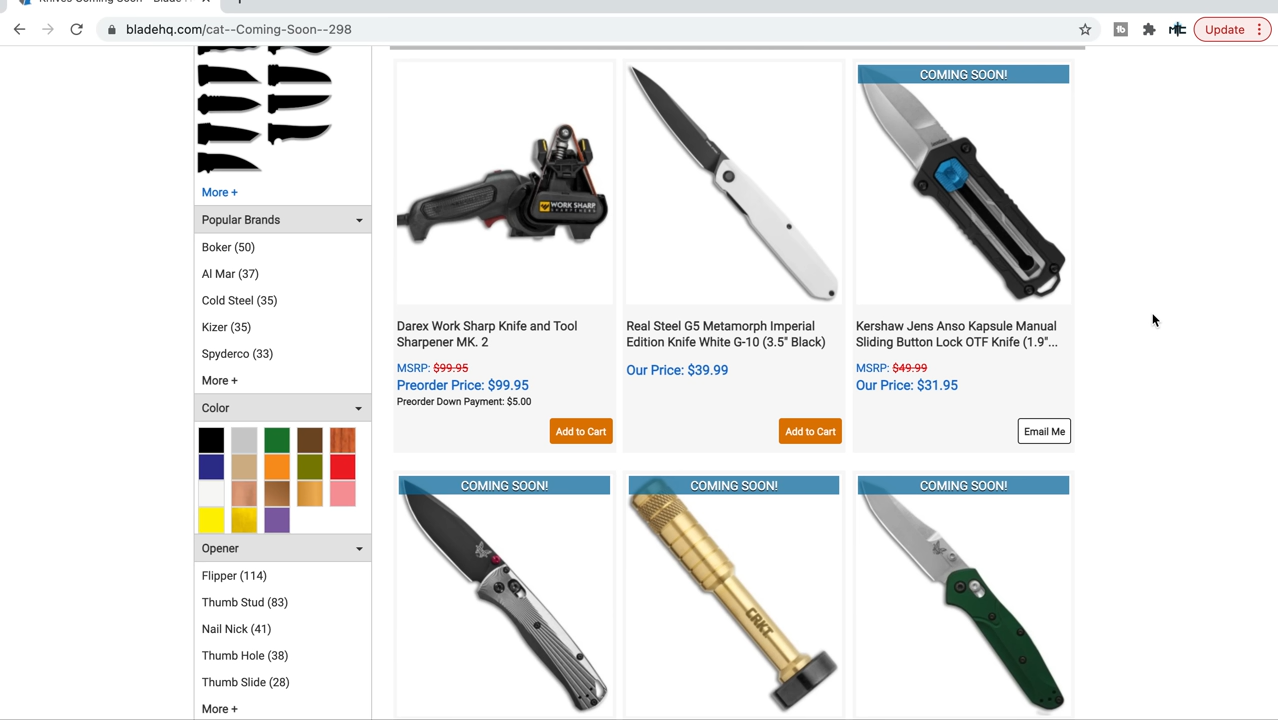 bladehq.com/cat--Coming-Soon--298
Update
More +
Popular Brands
Boker (50)
Al Mar (37)
Cold Steel (35)
Kizer (35)
Spyderco (33)
More +
Color
Opener
Flipper (114)
Thumb Stud (83)
Nail Nick (41)
Thumb Hole (38)
Thumb Slide (28)
More +
WORK SHARP
SHARPENERS
Darex Work Sharp Knife and Tool
Sharpener MK. 2
MSRP: $99.95
Preorder Price: $99.95
Preorder Down Payment: $5.00
Add to Cart
Real Steel G5 Metamorph Imperial
Edition Knife White G-10 (3.5" Black)
Our Price: $39.99
Add to Cart
COMING SOON!
Kershaw Jens Anso Kapsule Manual
Sliding Button Lock OTF Knife (1.9"...
MSRP: $49.99
Our Price: $31.95
Email Me
COMING SOON!
COMING SOON!
CRKT
COMING SOON!